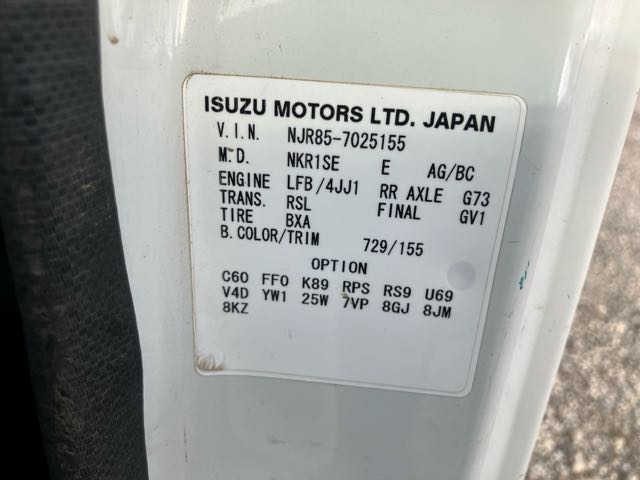 ISUZU MOTORS LTD. JAPAN
V.I.N. NJR85-7025155
M.D. NKR1SE E AG/BC
ENGINE LFB/4JJ1 RR AXLE G73
TRANS. RSL FINAL GV1
TIRE BXA
B.COLOR/TRIM 729/155
OPTION
C60 FF0 K89 RPS RS9 U69
V4D YW1 25W 7VP 8GJ 8JM
8KZ